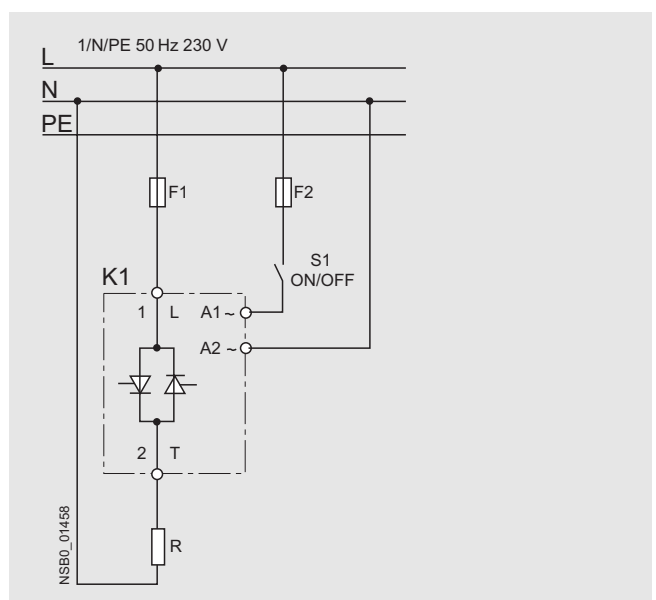 1/N/PE 50 Hz 230 V
L
N
PE
F1
F2
S1
ON/OFF
K1
1 L A1 ~
A2 ~
2 T
R
NSB0_01458